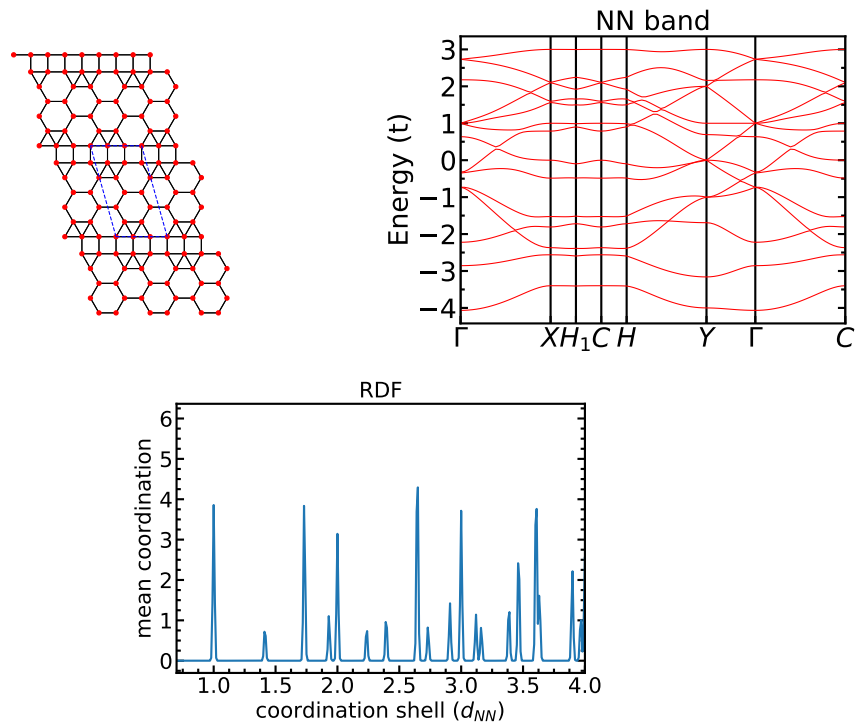 NN band
Energy (t)
3
2
1
0
−1
−2
−3
−4
Γ X H₁ C H Y Γ C
RDF
mean coordination
6
5
4
3
2
1
0
1.0 1.5 2.0 2.5 3.0 3.5 4.0
coordination shell (d_NN)